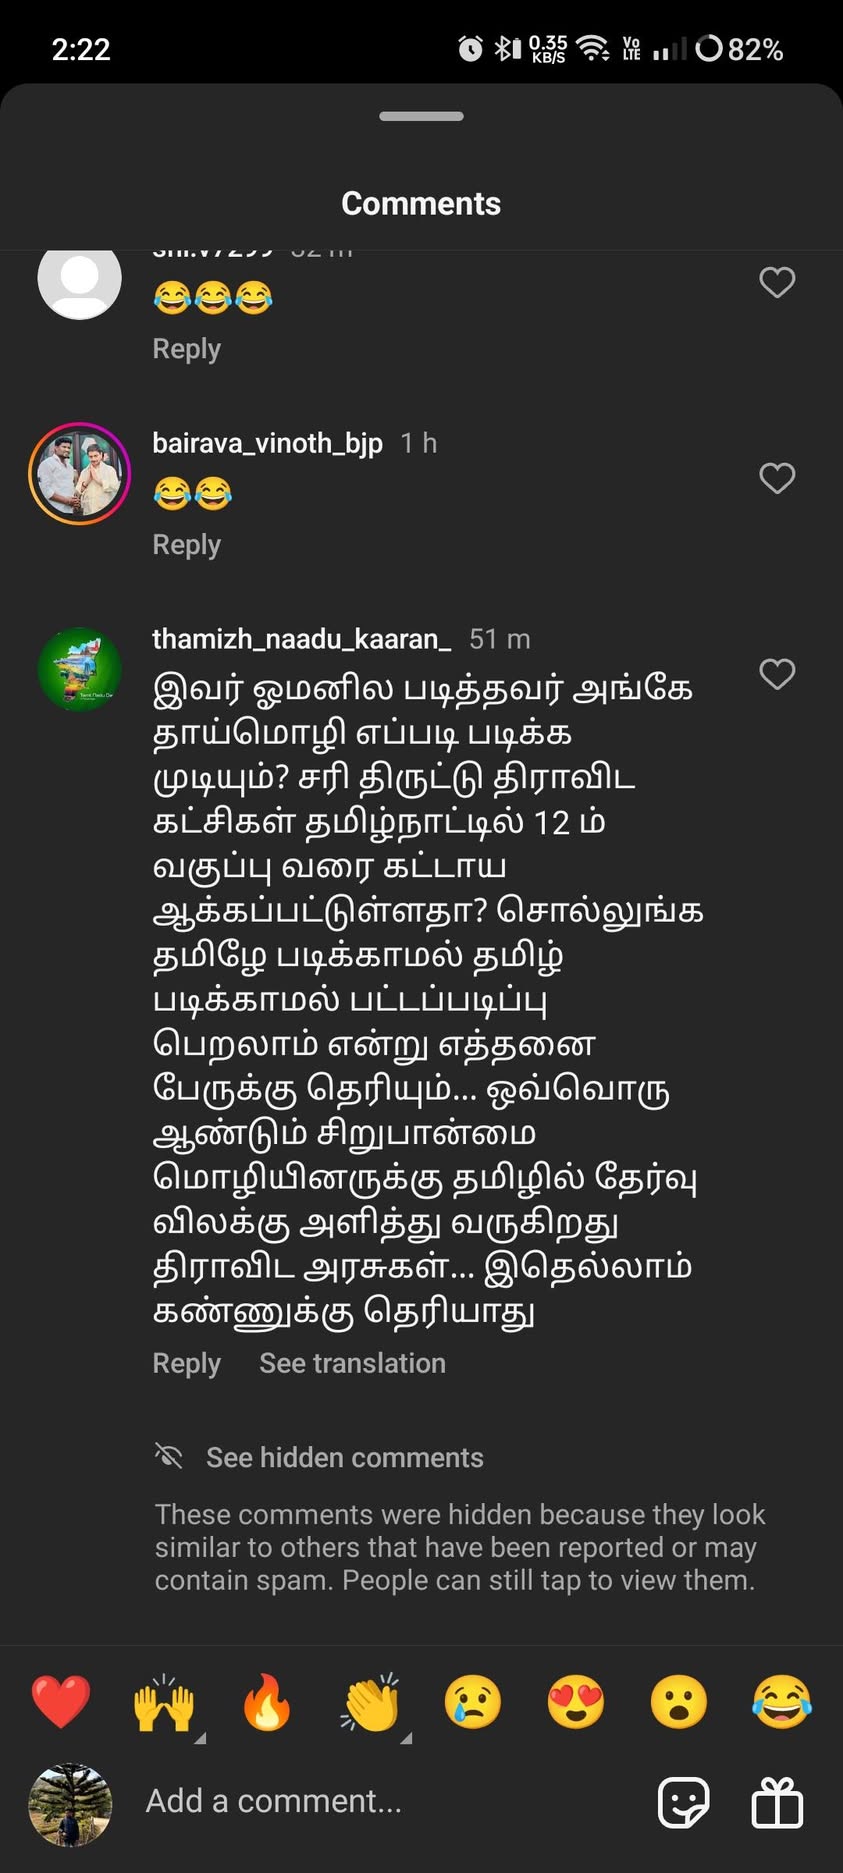 2:22
0.35 KB/S
Vo LTE
82%
Comments
Reply
bairava_vinoth_bjp 1 h
😂😂
Reply
thamizh_naadu_kaaran_ 51 m
இவர் ஓமனில படித்தவர் அங்கே
தாய்மொழி எப்படி படிக்க
முடியும்? சரி திருட்டு திராவிட
கட்சிகள் தமிழ்நாட்டில் 12 ம்
வகுப்பு வரை கட்டாய
ஆக்கப்பட்டுள்ளதா? சொல்லுங்க
தமிழே படிக்காமல் தமிழ்
படிக்காமல் பட்டப்படிப்பு
பெறலாம் என்று எத்தனை
பேருக்கு தெரியும்... ஒவ்வொரு
ஆண்டும் சிறுபான்மை
மொழியினருக்கு தமிழில் தேர்வு
விலக்கு அளித்து வருகிறது
திராவிட அரசுகள்... இதெல்லாம்
கண்ணுக்கு தெரியாது
Reply See translation
See hidden comments
These comments were hidden because they look
similar to others that have been reported or may
contain spam. People can still tap to view them.
Add a comment...